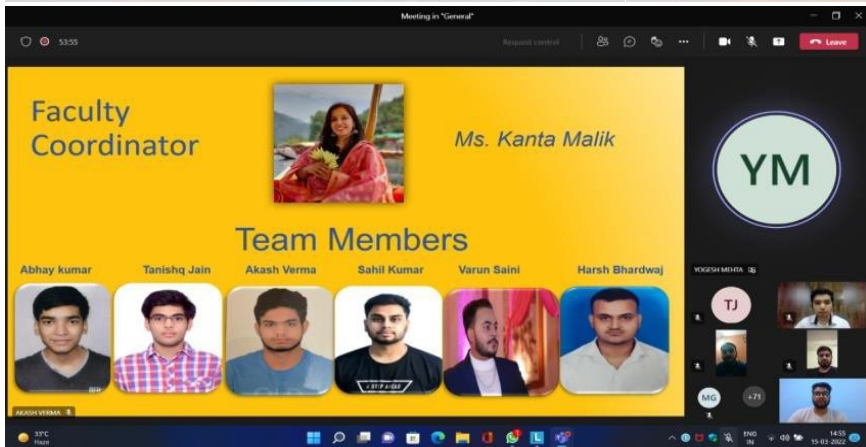 Meeting in "General"
53:55
Request control
Leave
Faculty
Coordinator
Ms. Kanta Malik
YM
Team Members
Abhay kumar
Tanishq Jain
Akash Verma
Sahil Kumar
Varun Saini
Harsh Bhardwaj
YOGESH MEHTA
TJ
MG
+71
AKASH VERMA
33°C
Haze
ENG
IN
14:55
15-03-2022